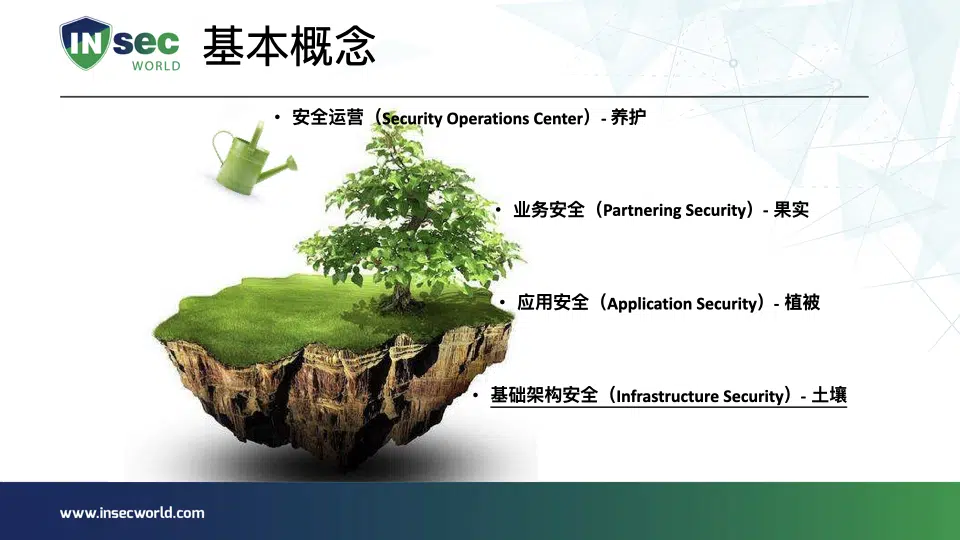 INsec
WORLD
基本概念
• 安全运营（Security Operations Center）- 养护
• 业务安全（Partnering Security）- 果实
• 应用安全（Application Security）- 植被
• 基础架构安全（Infrastructure Security）- 土壤
www.insecworld.com